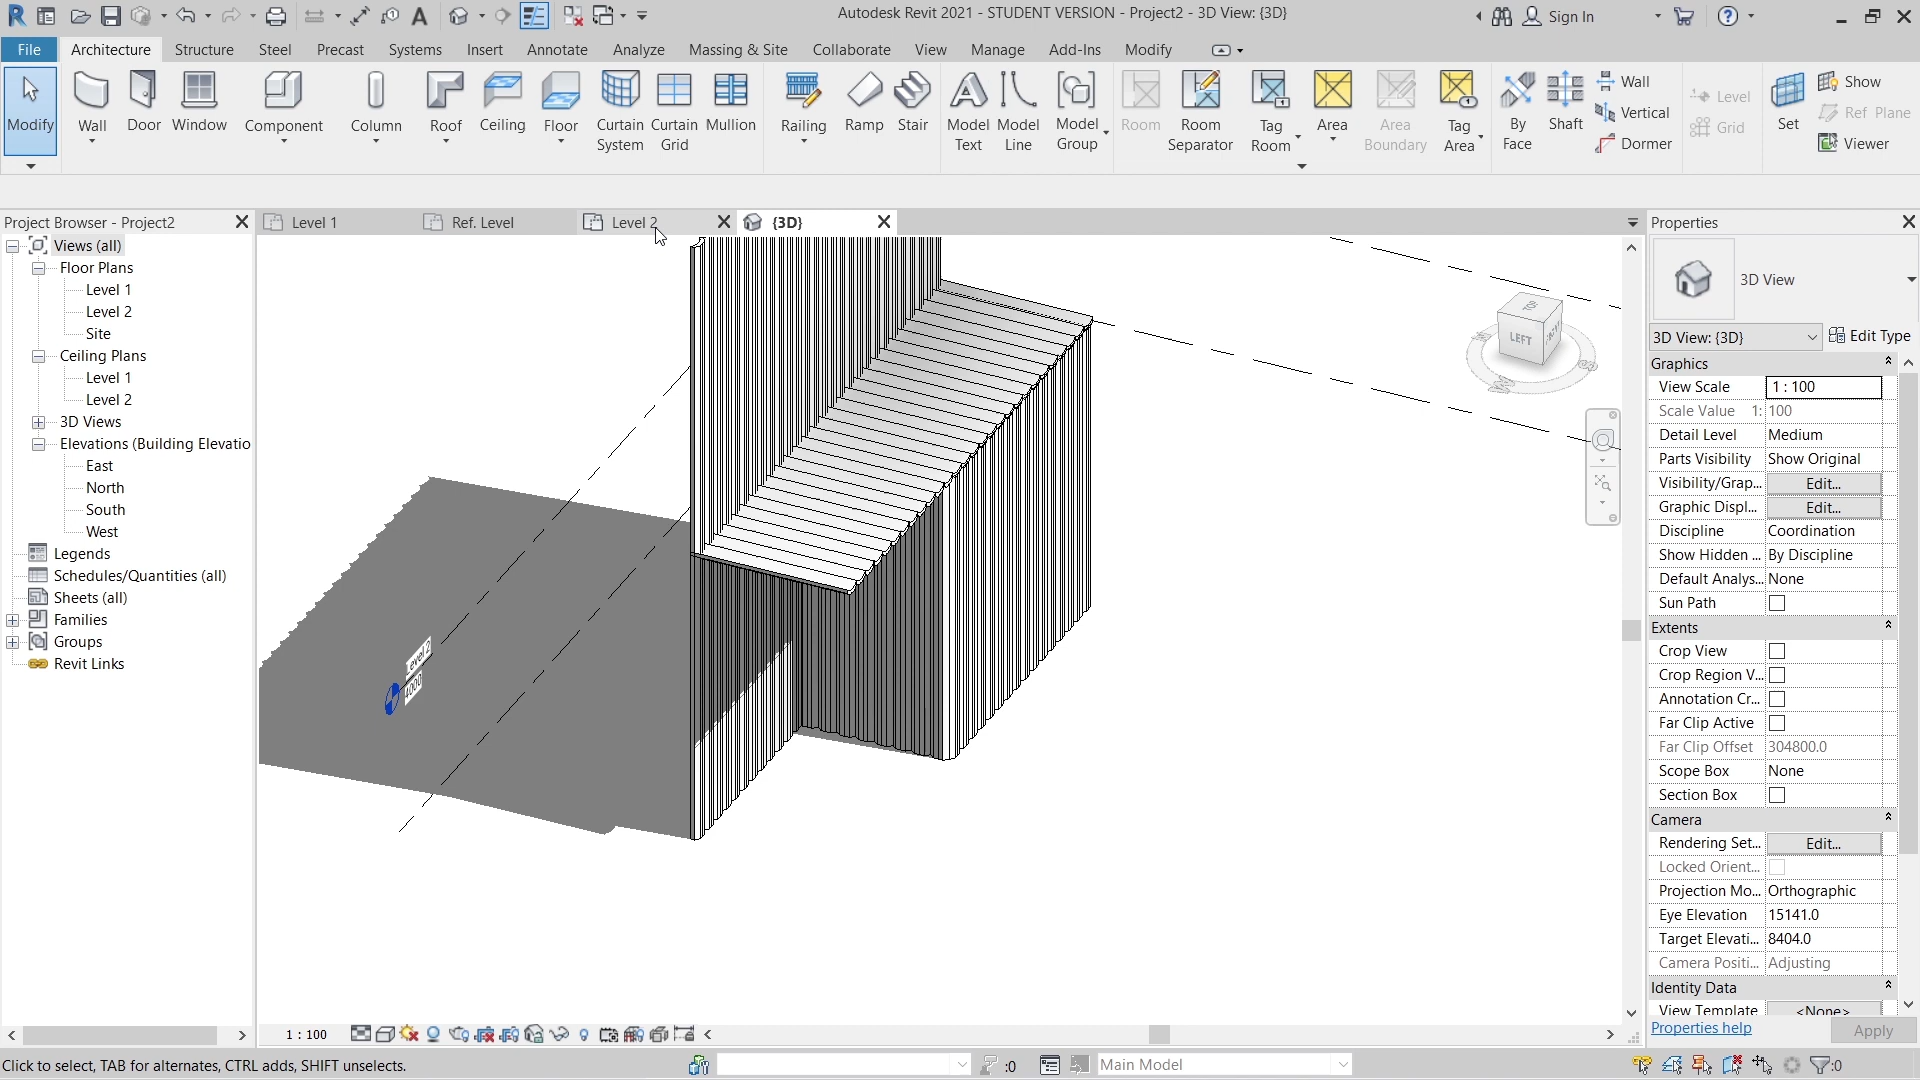 Autodesk Revit 2021 - STUDENT VERSION - Project2 - 3D View: {3D}
Sign In
File Architecture Structure Steel Precast Systems Insert Annotate Analyze Massing & Site Collaborate View Manage Add-Ins Modify
Modify
Wall
Door
Window
Component
Column
Roof
Ceiling
Floor
Curtain System
Curtain Grid
Mullion
Railing
Ramp
Stair
Model Text
Model Line
Model Group
Room
Room Separator
Tag Room
Area
Area Boundary
Tag Area
By Face
Shaft
Wall
Vertical
Dormer
Level
Grid
Set
Show
Ref Plane
Viewer
Project Browser - Project2
Level 1
Ref. Level
Level 2
{3D}
Properties
Views (all)
Floor Plans
Level 1
Level 2
Site
Ceiling Plans
Level 1
Level 2
3D Views
Elevations (Building Elevatio
East
North
South
West
Legends
Schedules/Quantities (all)
Sheets (all)
Families
Groups
Revit Links
4000
LEFT
3D View
3D View: {3D}
Edit Type
Graphics
View Scale 1 : 100
Scale Value 1: 100
Detail Level Medium
Parts Visibility Show Original
Visibility/Grap... Edit...
Graphic Displ... Edit...
Discipline Coordination
Show Hidden ... By Discipline
Default Analys... None
Sun Path
Extents
Crop View
Crop Region V...
Annotation Cr...
Far Clip Active
Far Clip Offset 304800.0
Scope Box None
Section Box
Camera
Rendering Set... Edit...
Locked Orient...
Projection Mo... Orthographic
Eye Elevation 15141.0
Target Elevati... 8404.0
Camera Positi... Adjusting
Identity Data
View Template <None>
Properties help
Apply
1 : 100
Click to select, TAB for alternates, CTRL adds, SHIFT unselects.
:0
Main Model
:0